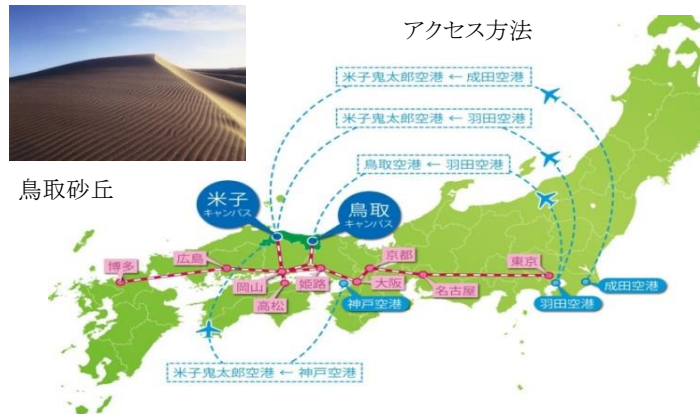 アクセス方法
米子鬼太郎空港 ← 成田空港
米子鬼太郎空港 ← 羽田空港
鳥取空港 ← 羽田空港
鳥取砂丘
米子
キャンパス
鳥取
キャンパス
博多
広島
岡山
高松
姫路
神戸空港
大阪
京都
名古屋
東京
羽田空港
成田空港
米子鬼太郎空港 ← 神戸空港